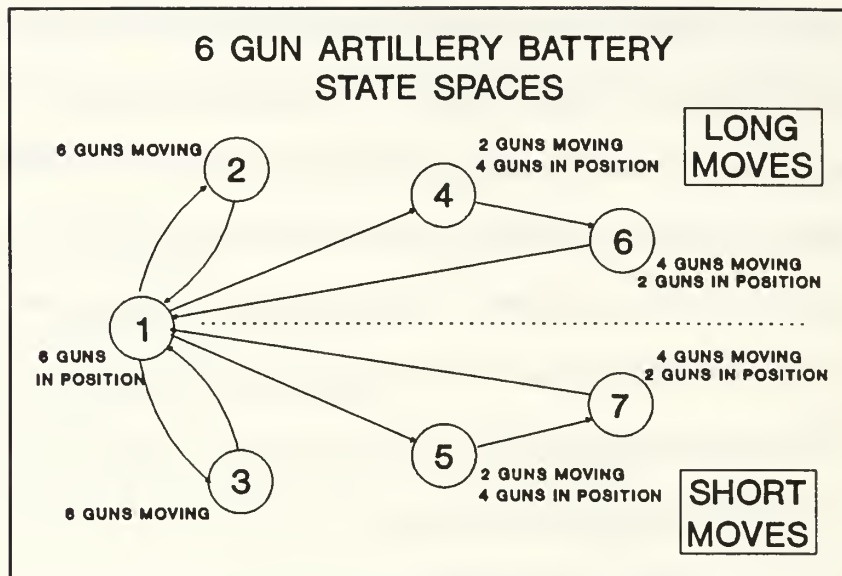 6 GUN ARTILLERY BATTERY
STATE SPACES
LONG
MOVES
6 GUNS MOVING
2
2 GUNS MOVING
4 GUNS IN POSITION
4
6
4 GUNS MOVING
2 GUNS IN POSITION
1
6 GUNS
IN POSITION
4 GUNS MOVING
2 GUNS IN POSITION
7
5
2 GUNS MOVING
4 GUNS IN POSITION
3
6 GUNS MOVING
SHORT
MOVES